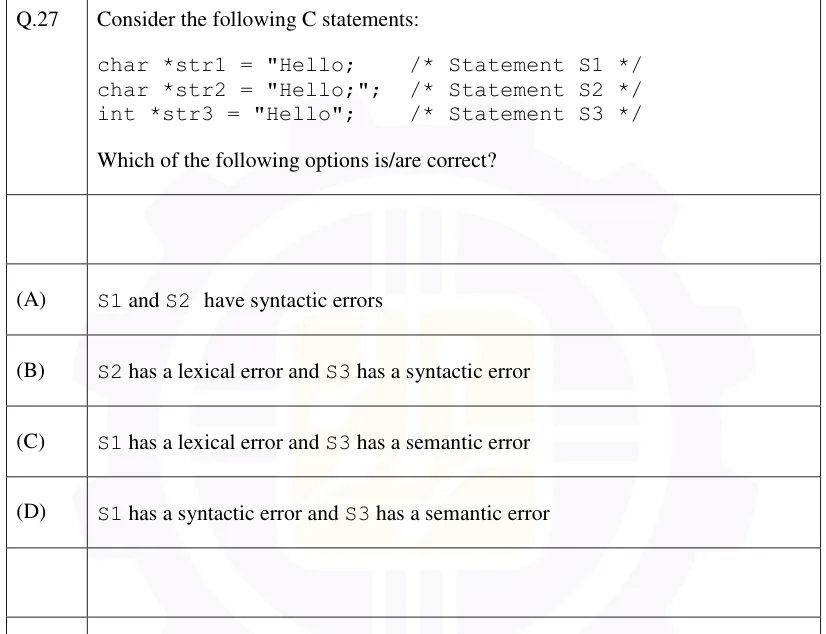 Q.27 Consider the following C statements:
char *str1 = "Hello; /* Statement S1 */
char *str2 = "Hello;"; /* Statement S2 */
int *str3 = "Hello"; /* Statement S3 */
Which of the following options is/are correct?
(A) S1 and S2 have syntactic errors
(B) S2 has a lexical error and S3 has a syntactic error
(C) S1 has a lexical error and S3 has a semantic error
(D) S1 has a syntactic error and S3 has a semantic error